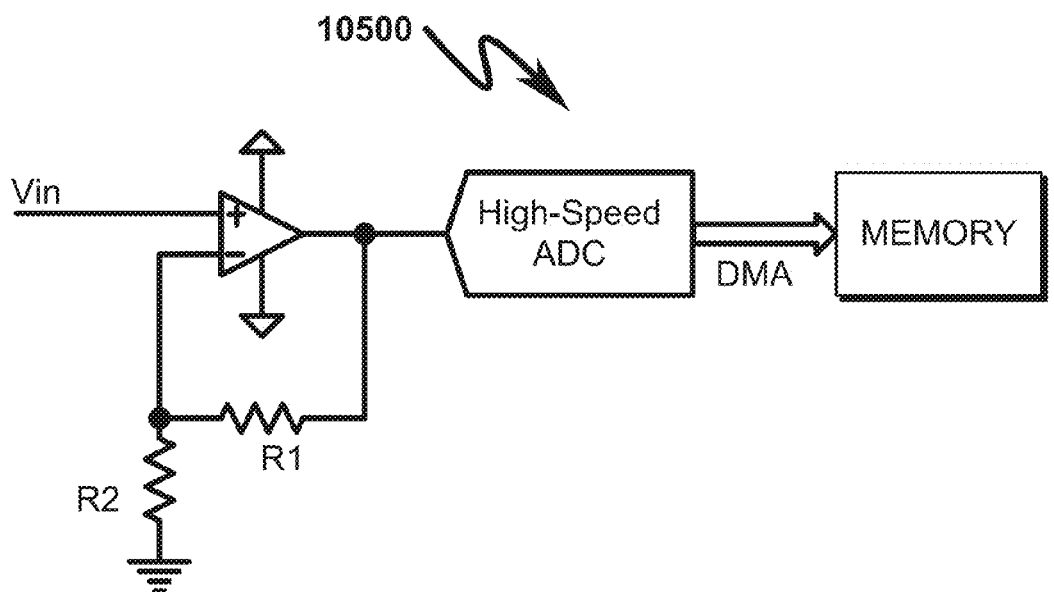 10500
Vin
+
−
High-Speed
ADC
DMA
MEMORY
R1
R2